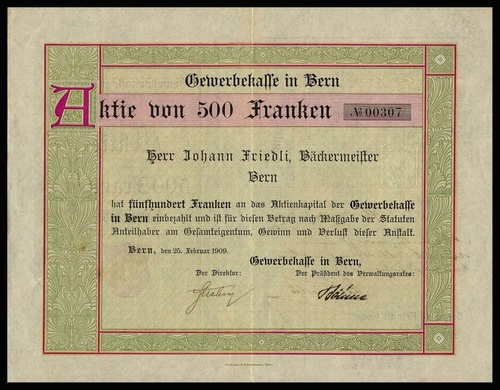 Gewerbekasse in Bern
Aktie von 500 Franken № 00307
Herr Johann Friedli, Bäckermeister
Bern
hat fünfhundert Franken an das Aktienkapital der Gewerbekasse
in Bern einbezahlt und ist für diesen Betrag nach Maßgabe der Statuten
Anteilhaber am Gesamteigentum, Gewinn und Verlust dieser Anstalt.
Bern, den 25. Februar 1909.
Gewerbekasse in Bern,
Der Direktor: Der Präsident des Verwaltungsrates: